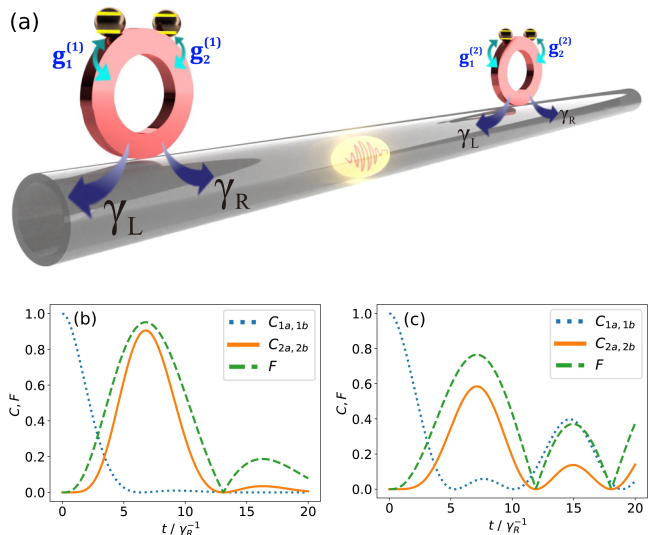 (a)
g₁⁽¹⁾ g₂⁽¹⁾ g₁⁽²⁾ g₂⁽²⁾
γL γR γL γR
(b) (c)
C1a,1b C1a,1b
C2a,2b C2a,2b
F F
1.0 0.8 0.6 0.4 0.2 0.0
C, F
0 5 10 15 20
t / γR⁻¹
1.0 0.8 0.6 0.4 0.2 0.0
C, F
0 5 10 15 20
t / γR⁻¹